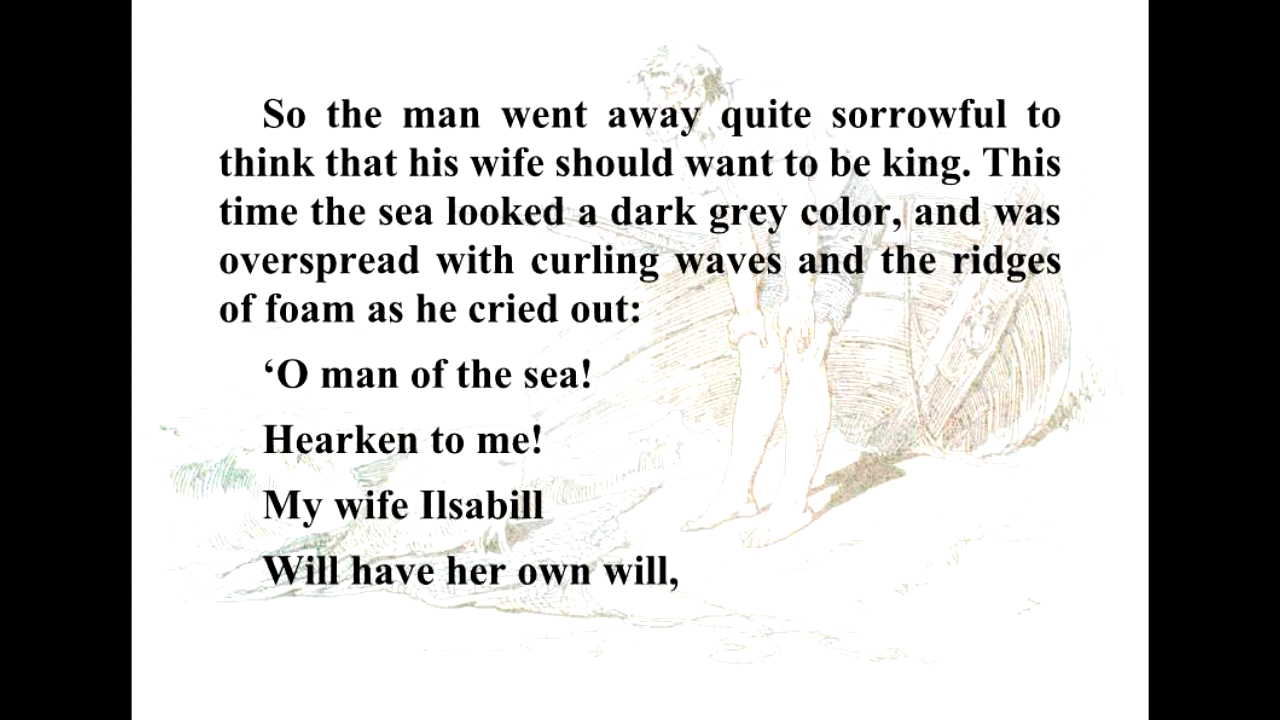 So the man went away quite sorrowful to
think that his wife should want to be king. This
time the sea looked a dark grey color, and was
overspread with curling waves and the ridges
of foam as he cried out:
‘O man of the sea!
Hearken to me!
My wife Ilsabill
Will have her own will,